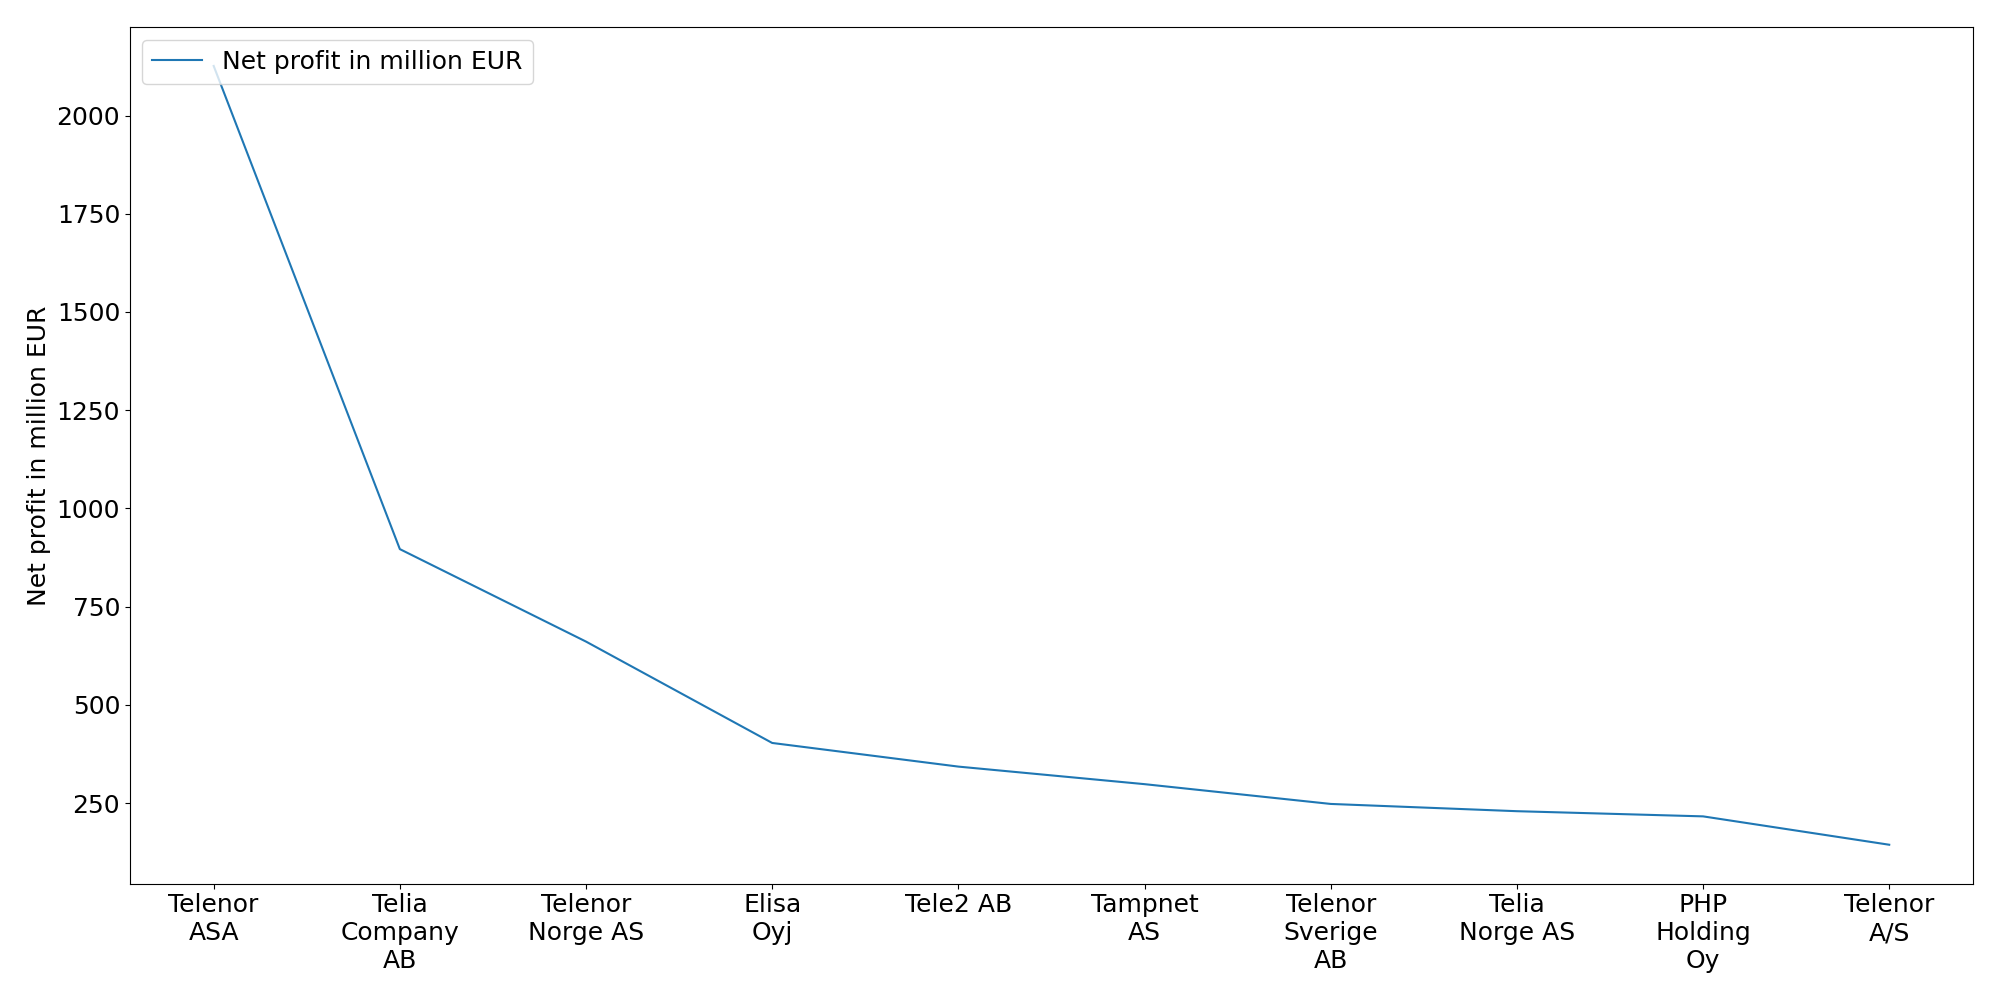 Net profit in million EUR
Net profit in million EUR
2000
1750
1500
1250
1000
750
500
250
Telenor
ASA
Telia
Company
AB
Telenor
Norge AS
Elisa
Oyj
Tele2 AB
Tampnet
AS
Telenor
Sverige
AB
Telia
Norge AS
PHP
Holding
Oy
Telenor
A/S